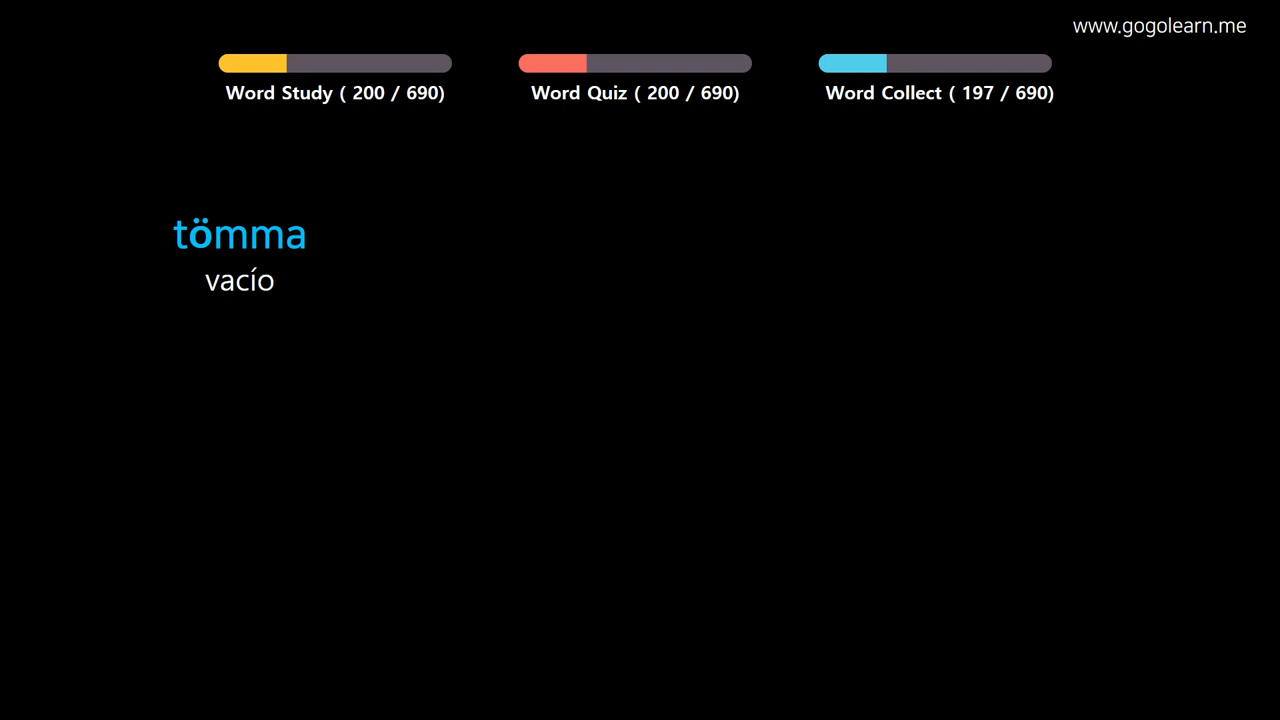 www.gogolearn.me
Word Study ( 200 / 690)
Word Quiz ( 200 / 690)
Word Collect ( 197 / 690)
tömma
vacío